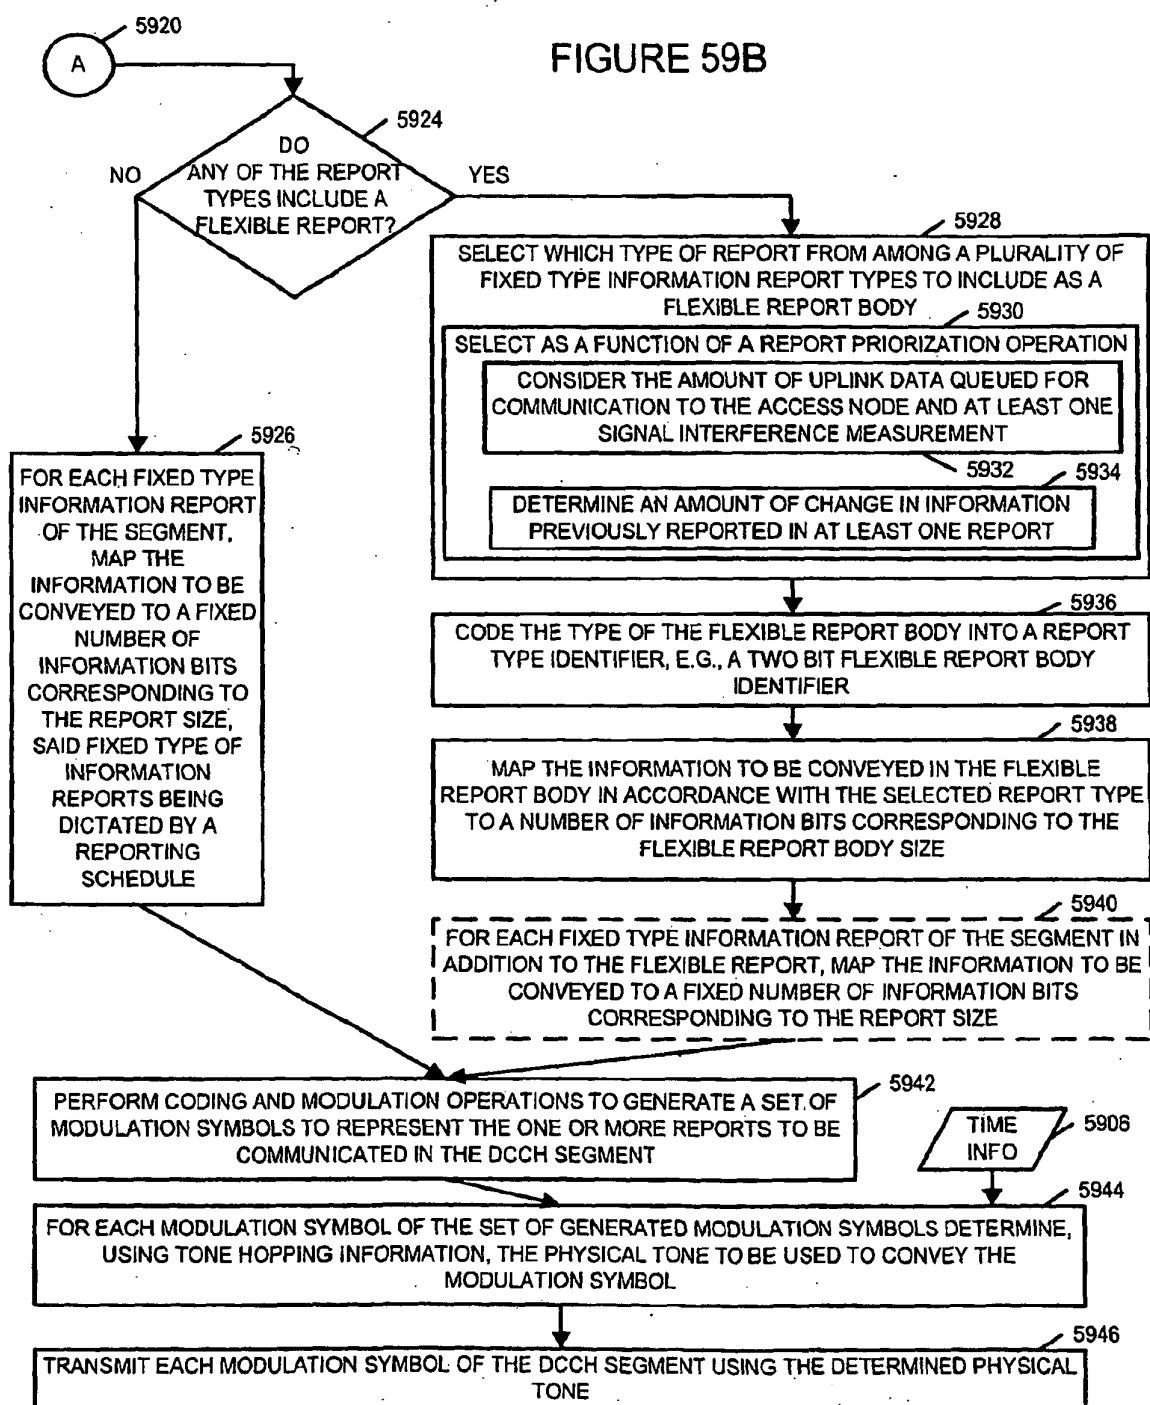 5920
A
FIGURE 59B
5924
DO
ANY OF THE REPORT
TYPES INCLUDE A
FLEXIBLE REPORT?
NO
YES
5928
SELECT WHICH TYPE OF REPORT FROM AMONG A PLURALITY OF
FIXED TYPE INFORMATION REPORT TYPES TO INCLUDE AS A
FLEXIBLE REPORT BODY
5930
SELECT AS A FUNCTION OF A REPORT PRIORIZATION OPERATION
CONSIDER THE AMOUNT OF UPLINK DATA QUEUED FOR
COMMUNICATION TO THE ACCESS NODE AND AT LEAST ONE
SIGNAL INTERFERENCE MEASUREMENT
5932
5934
DETERMINE AN AMOUNT OF CHANGE IN INFORMATION
PREVIOUSLY REPORTED IN AT LEAST ONE REPORT
5926
FOR EACH FIXED TYPE
INFORMATION REPORT
OF THE SEGMENT,
MAP THE
INFORMATION TO BE
CONVEYED TO A FIXED
NUMBER OF
INFORMATION BITS
CORRESPONDING TO
THE REPORT SIZE,
SAID FIXED TYPE OF
INFORMATION
REPORTS BEING
DICTATED BY A
REPORTING
SCHEDULE
5936
CODE THE TYPE OF THE FLEXIBLE REPORT BODY INTO A REPORT
TYPE IDENTIFIER, E.G., A TWO BIT FLEXIBLE REPORT BODY
IDENTIFIER
5938
MAP THE INFORMATION TO BE CONVEYED IN THE FLEXIBLE
REPORT BODY IN ACCORDANCE WITH THE SELECTED REPORT TYPE
TO A NUMBER OF INFORMATION BITS CORRESPONDING TO THE
FLEXIBLE REPORT BODY SIZE
5940
FOR EACH FIXED TYPE INFORMATION REPORT OF THE SEGMENT IN
ADDITION TO THE FLEXIBLE REPORT, MAP THE INFORMATION TO BE
CONVEYED TO A FIXED NUMBER OF INFORMATION BITS
CORRESPONDING TO THE REPORT SIZE
5942
PERFORM CODING AND MODULATION OPERATIONS TO GENERATE A SET OF
MODULATION SYMBOLS TO REPRESENT THE ONE OR MORE REPORTS TO BE
COMMUNICATED IN THE DCCH SEGMENT
TIME
INFO
5906
5944
FOR EACH MODULATION SYMBOL OF THE SET OF GENERATED MODULATION SYMBOLS DETERMINE,
USING TONE HOPPING INFORMATION, THE PHYSICAL TONE TO BE USED TO CONVEY THE
MODULATION SYMBOL
5946
TRANSMIT EACH MODULATION SYMBOL OF THE DCCH SEGMENT USING THE DETERMINED PHYSICAL
TONE